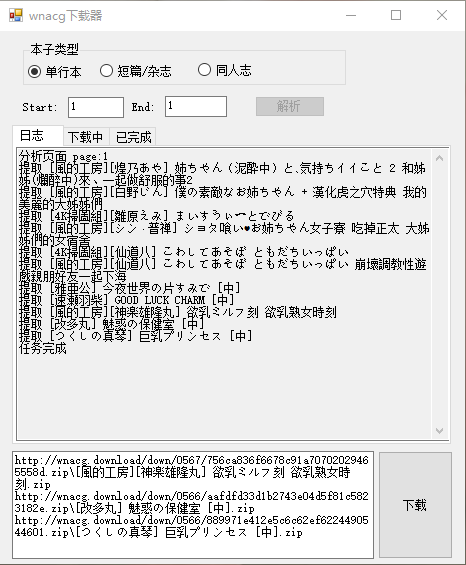 wnacg下载器
本子类型
单行本
短篇/杂志
同人志
Start: 1 End: 1 解析
日志 下载中 已完成
分析页面 page:1
提取 [風的工房][煌乃あや] 姉ちゃん (泥酔中) と、気持ちイイこと 2 和姊
姊(爛醉中)來、一起做舒服的事2
提取 [風的工房][白野じん] 僕の素敵なお姉ちゃん + 漢化虎之穴特典 我的
美麗的大姊姊們
提取 [4K掃圖組][雛原えみ] まいすうぃーとでびる
提取 [風的工房][シン・普禅] ショタ喰い♥お姉ちゃん女子寮 吃掉正太 大姊
姊們的女宿舍
提取 [4K掃圖組][仙道八] こわしてあそぼ ともだちいっぱい
提取 [風的工房][仙道八] こわしてあそぼ ともだちいっぱい 崩壞調教性遊
戲親朋好友一起下海
提取 [雅亜公] 今夜世界の片すみで [中]
提取 [速瀬羽柴] GOOD LUCK CHARM [中]
提取 [風的工房][神楽雄隆丸] 欲乳ミルフ刻 欲乳熟女時刻
提取 [改多丸] 魅惑の保健室 [中]
提取 [つくしの真琴] 巨乳プリンセス [中]
任务完成
http://wnacg.download/down/0567/756ca836f6678c91a7070202946
5558d.zip\[風的工房][神楽雄隆丸] 欲乳ミルフ刻 欲乳熟女時
刻.zip
http://wnacg.download/down/0566/aafdfd33d1b2743e04d5f81c582
3182e.zip\[改多丸] 魅惑の保健室 [中].zip
http://wnacg.download/down/0566/889971e412e5c6c62ef62244905
44601.zip\[つくしの真琴] 巨乳プリンセス [中].zip
下载